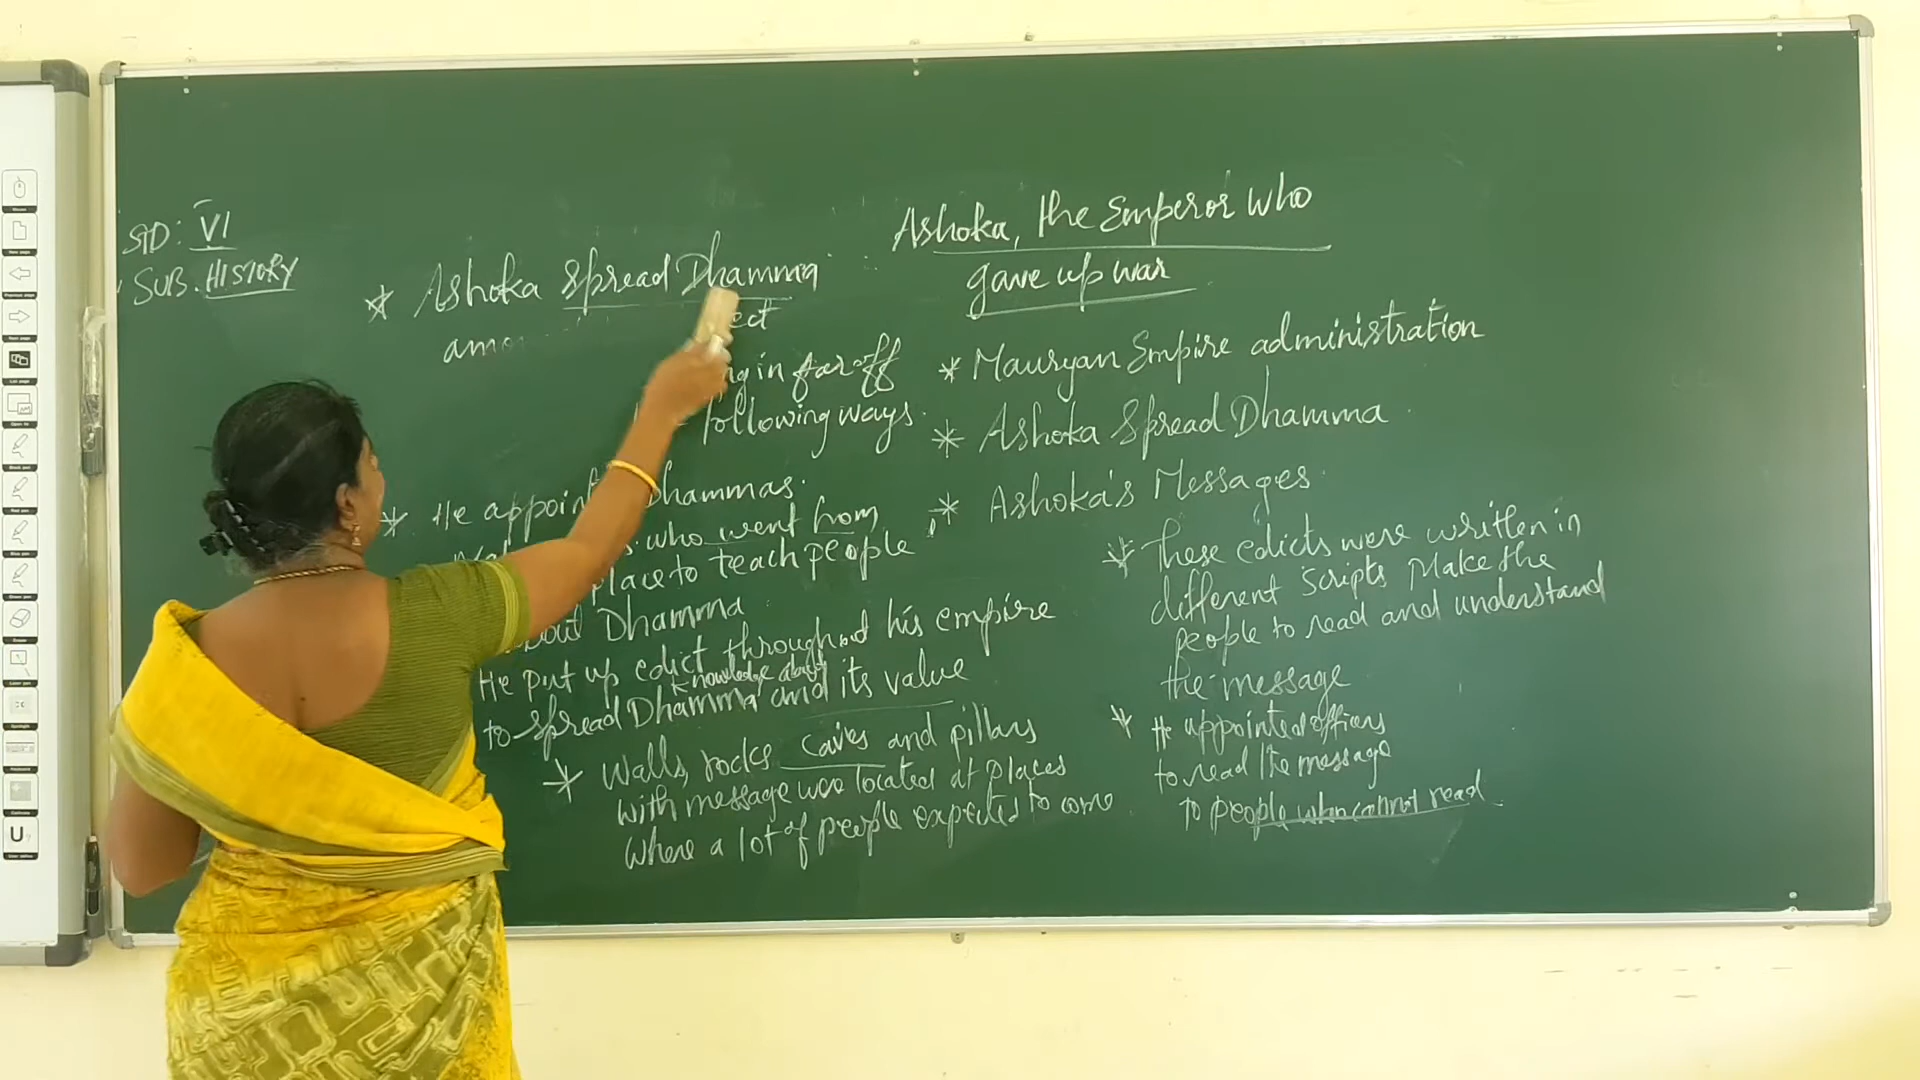 STD: VI
SUB. HISTORY
Ashoka, the Emperor who
gave up war
* Mauryan Empire administration
* Ashoka Spread Dhamma
* Ashoka's Messages
* Ashoka Spread Dhamma
far off
following ways.
* He Dhammas.
who went from
place to teach people
Dhamma
He put up edict throughout his empire
knowledge about
to spread Dhamma and its value
* Walls, rocks caves and pillars
with message were located at places
where a lot of people expected to come
* These edicts were written in
different scripts Make the
people to read and understand
the message
* He appointed officers
to read the message
to people cannot read